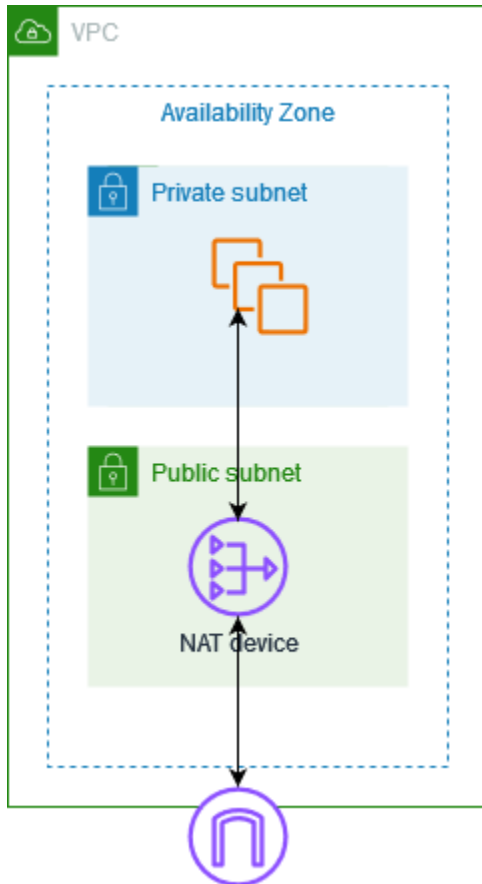 VPC
Availability Zone
Private subnet
Public subnet
NAT device